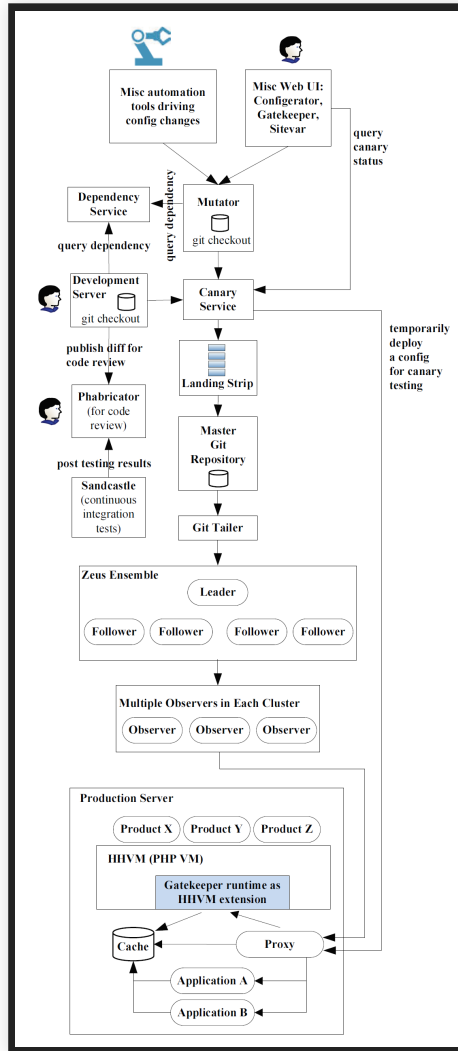 Misc automation
tools driving
config changes
Misc Web UI:
Configerator,
Gatekeeper,
Sitevar
query
canary
status
Dependency
Service
query dependency
Mutator
git checkout
query dependency
Development
Server
git checkout
Canary
Service
temporarily
deploy
a config
for canary
testing
publish diff for
code review
Landing Strip
Phabricator
(for code
review)
Master
Git
Repository
post testing results
Sandcastle
(continuous
integration
tests)
Git Tailer
Zeus Ensemble
Leader
Follower
Follower
Follower
Follower
Multiple Observers in Each Cluster
Observer
Observer
Observer
Production Server
Product X
Product Y
Product Z
HHVM (PHP VM)
Gatekeeper runtime as
HHVM extension
Cache
Proxy
Application A
Application B